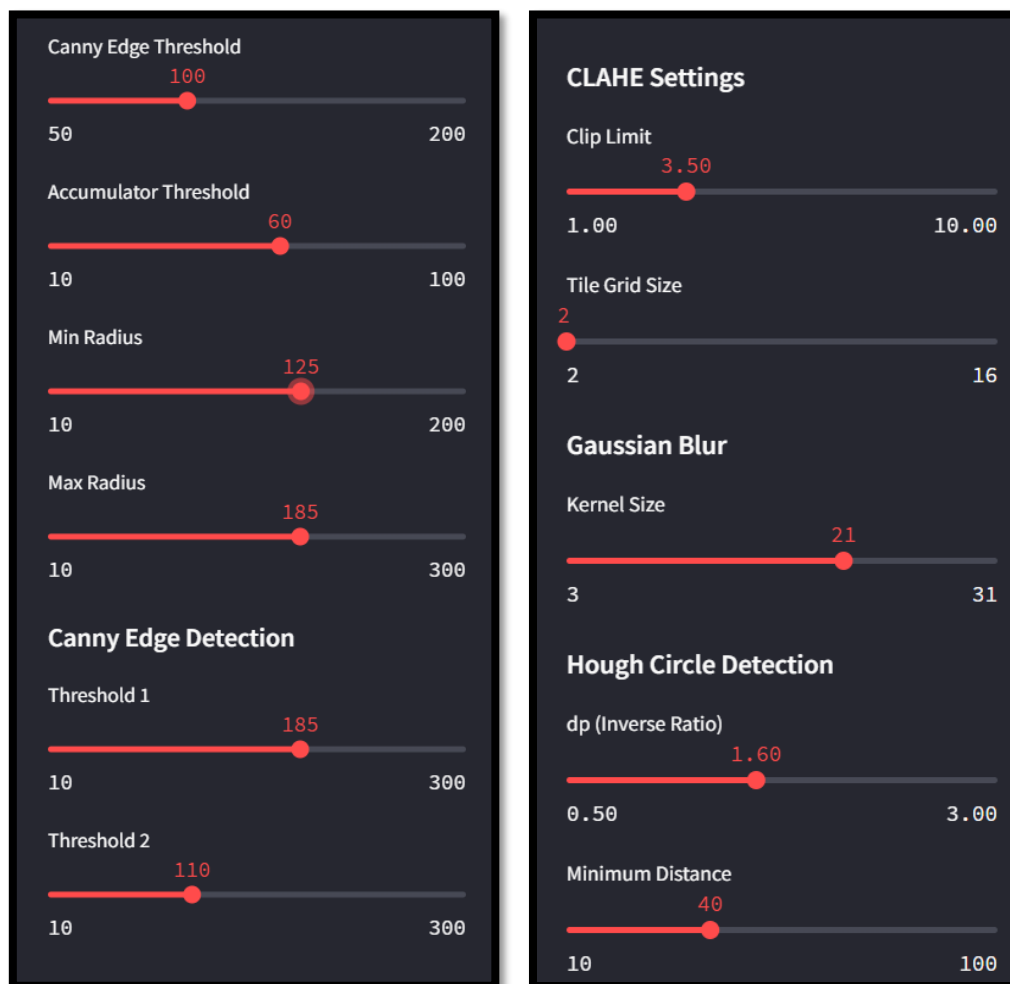 Canny Edge Threshold
100
50 200
Accumulator Threshold
60
10 100
Min Radius
125
10 200
Max Radius
185
10 300
Canny Edge Detection
Threshold 1
185
10 300
Threshold 2
110
10 300
CLAHE Settings
Clip Limit
3.50
1.00 10.00
Tile Grid Size
2
2 16
Gaussian Blur
Kernel Size
21
3 31
Hough Circle Detection
dp (Inverse Ratio)
1.60
0.50 3.00
Minimum Distance
40
10 100